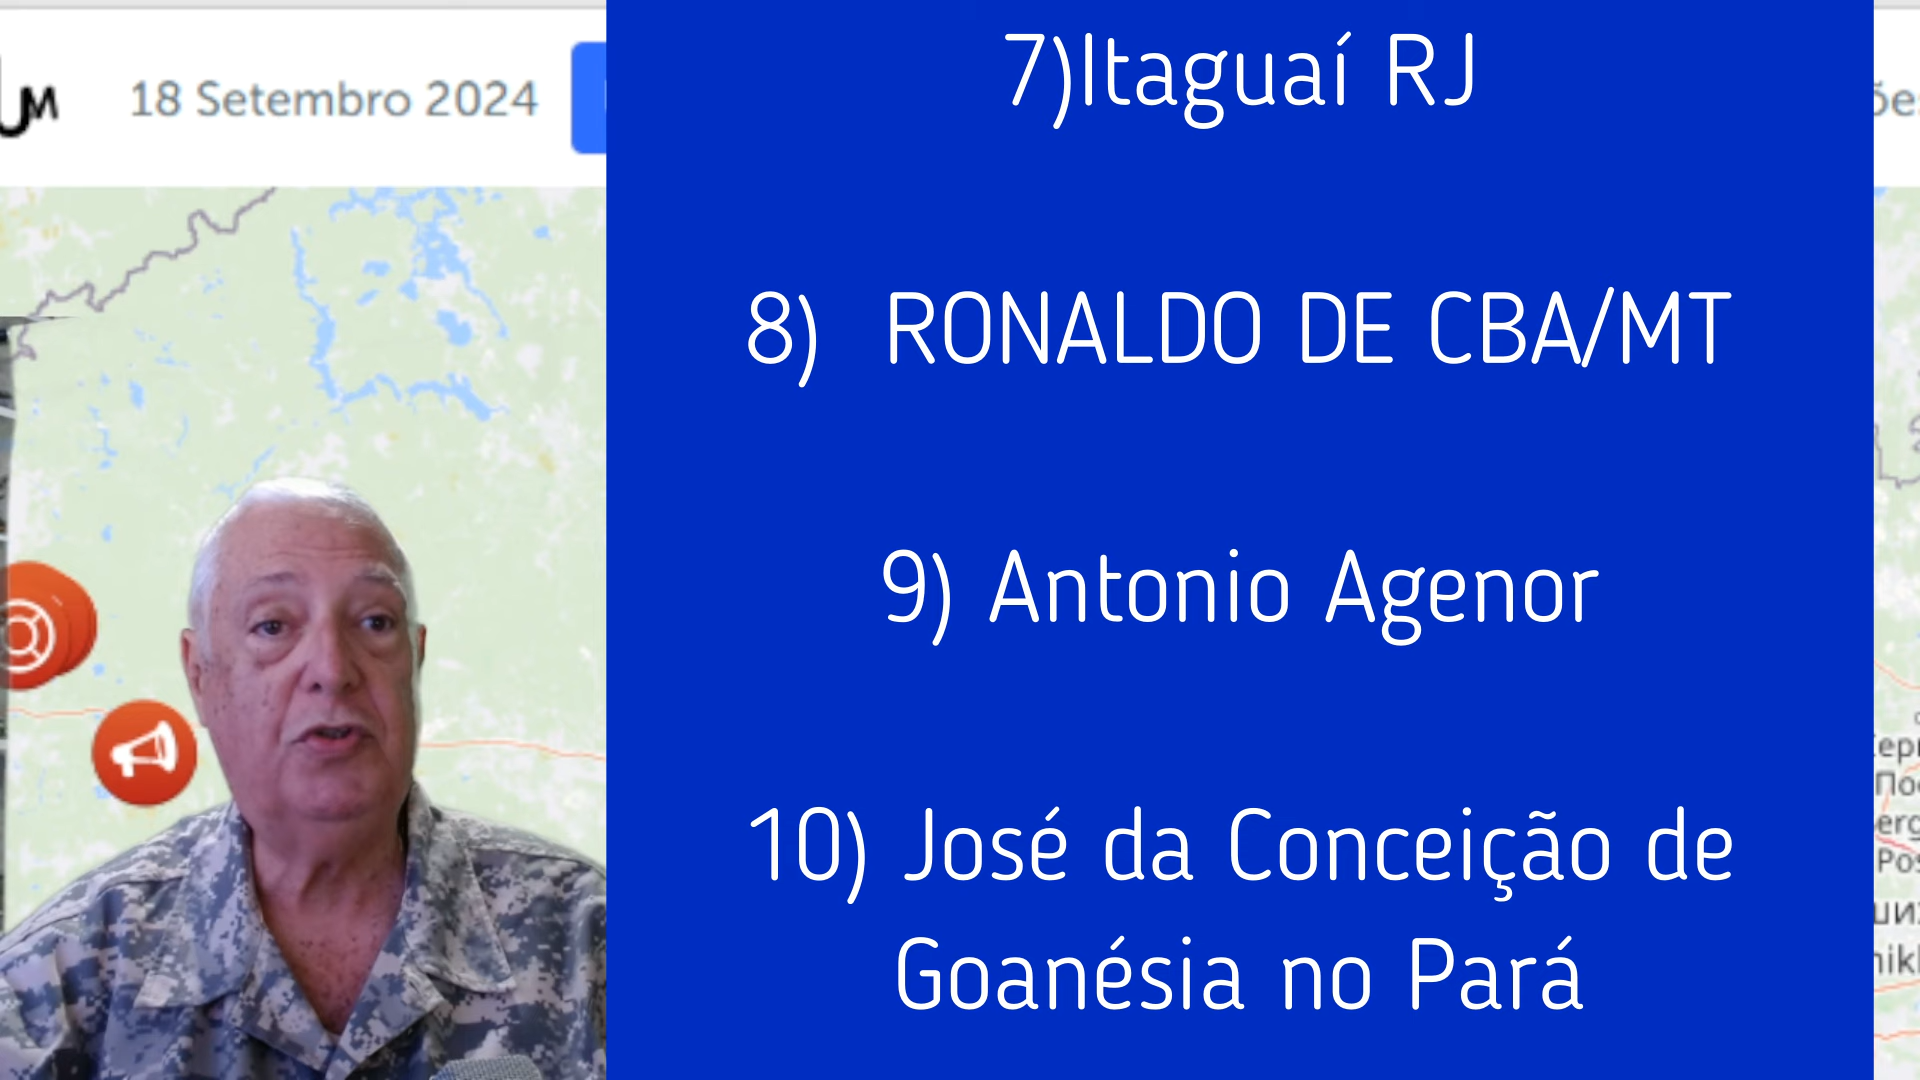 18 Setembro 2024
7)Itaguaí RJ
8) RONALDO DE CBA/MT
9) Antonio Agenor
10) José da Conceição de
Goanésia no Pará